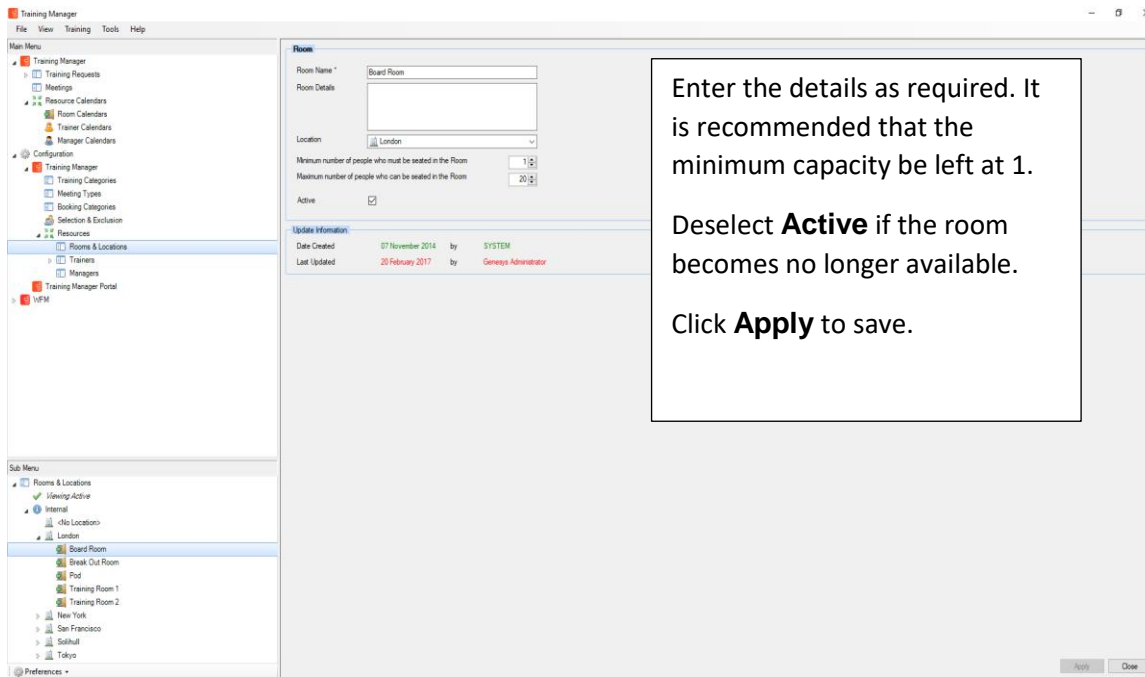 Training Manager
File View Training Tools Help
Main Menu
Training Manager
Training Requests
Meetings
Resource Calendars
Room Calendars
Trainer Calendars
Manager Calendars
Configuration
Training Manager
Training Categories
Meeting Types
Booking Categories
Selection & Exclusion
Resources
Rooms & Locations
Trainers
Managers
Training Manager Portal
WFM
Sub Menu
Rooms & Locations
Viewing Active
Internal
<No Location>
London
Board Room
Break Out Room
Pod
Training Room 1
Training Room 2
New York
San Francisco
Solihull
Tokyo
Preferences
Room
Room Name * Board Room
Room Details
Location London
Minimum number of people who must be seated in the Room 1
Maximum number of people who can be seated in the Room 20
Active
Update Information
Date Created 07 November 2014 by SYSTEM
Last Updated 20 February 2017 by Genesys Administrator
Enter the details as required. It
is recommended that the
minimum capacity be left at 1.
Deselect Active if the room
becomes no longer available.
Click Apply to save.
Apply Close